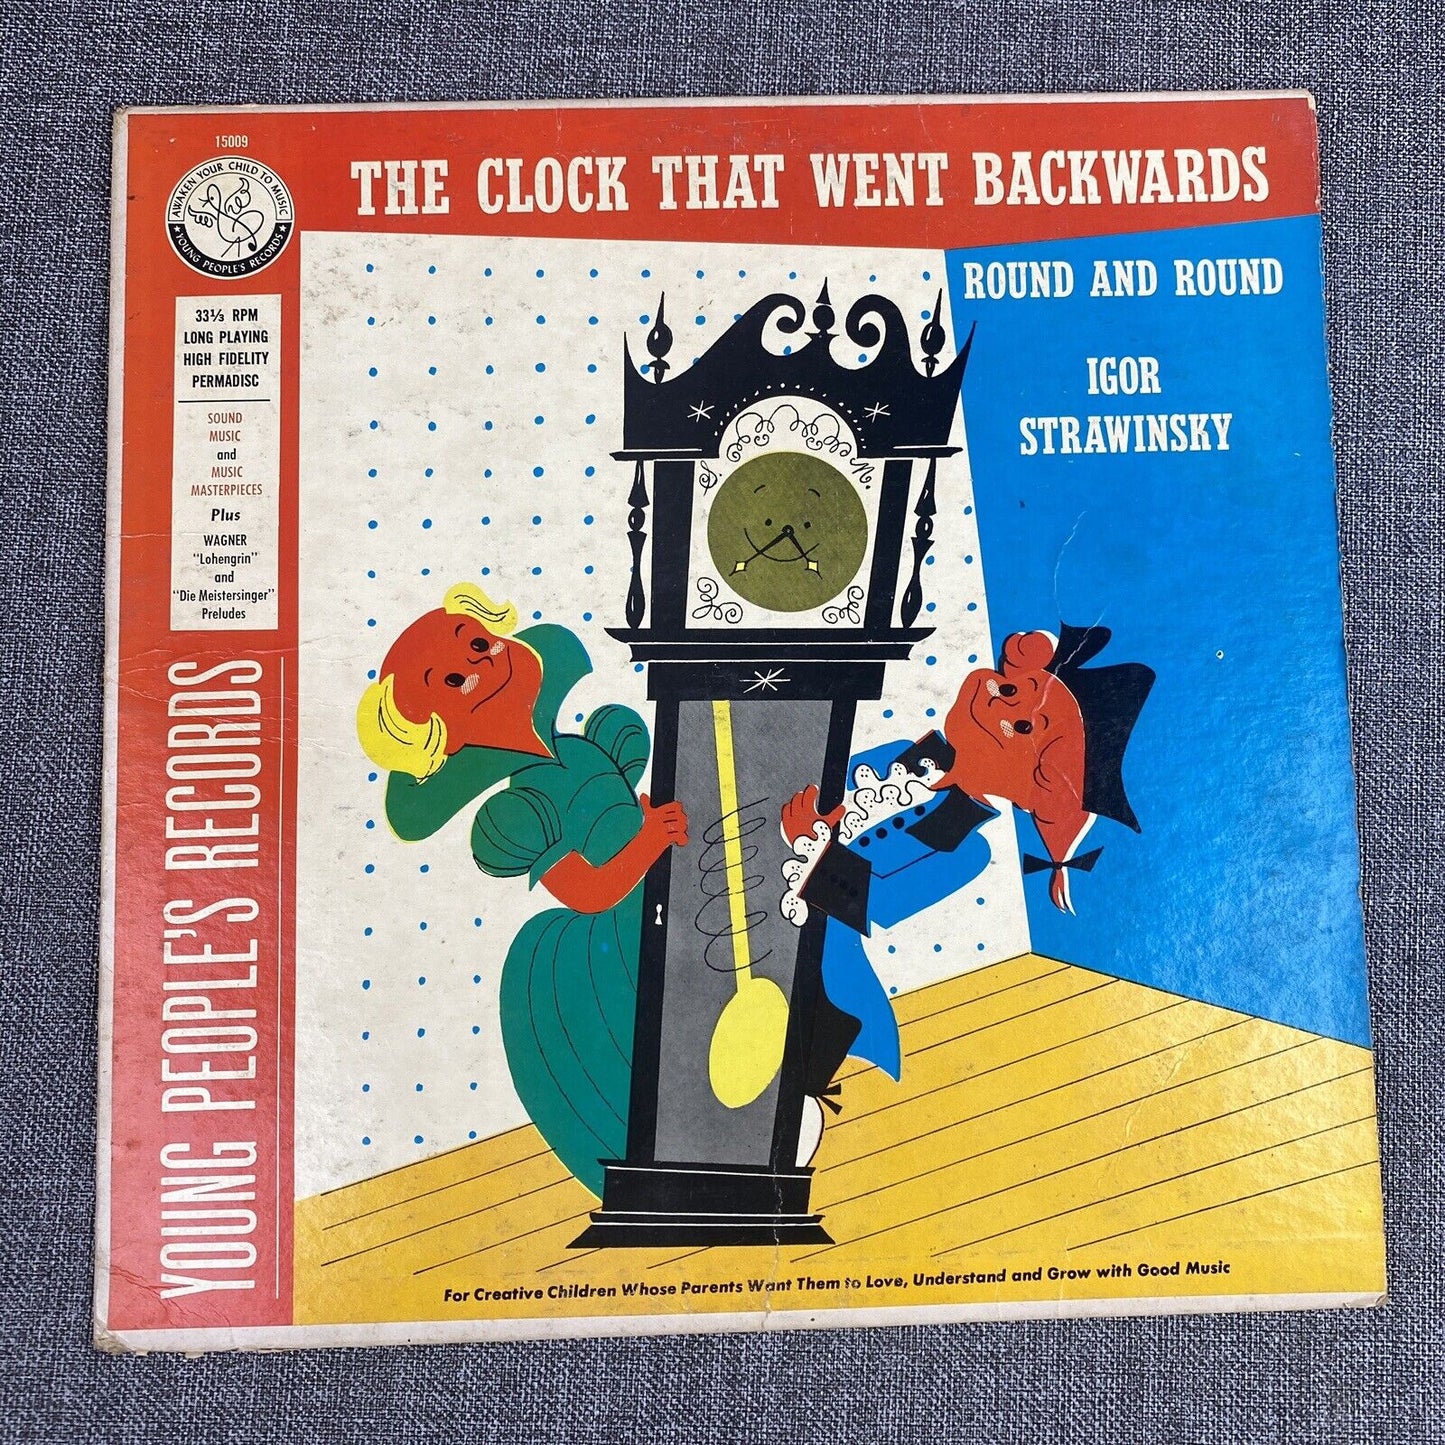 15009
AWAKEN YOUR CHILD TO MUSIC
★ YOUNG PEOPLE'S RECORDS ★
THE CLOCK THAT WENT BACKWARDS
ROUND AND ROUND
IGOR
STRAWINSKY
33⅓ RPM
LONG PLAYING
HIGH FIDELITY
PERMADISC
SOUND
MUSIC
and
MUSIC
MASTERPIECES
Plus
WAGNER
"Lohengrin"
and
"Die Meistersinger"
Preludes
S. M.
YOUNG PEOPLE'S RECORDS
For Creative Children Whose Parents Want Them to Love, Understand and Grow with Good Music